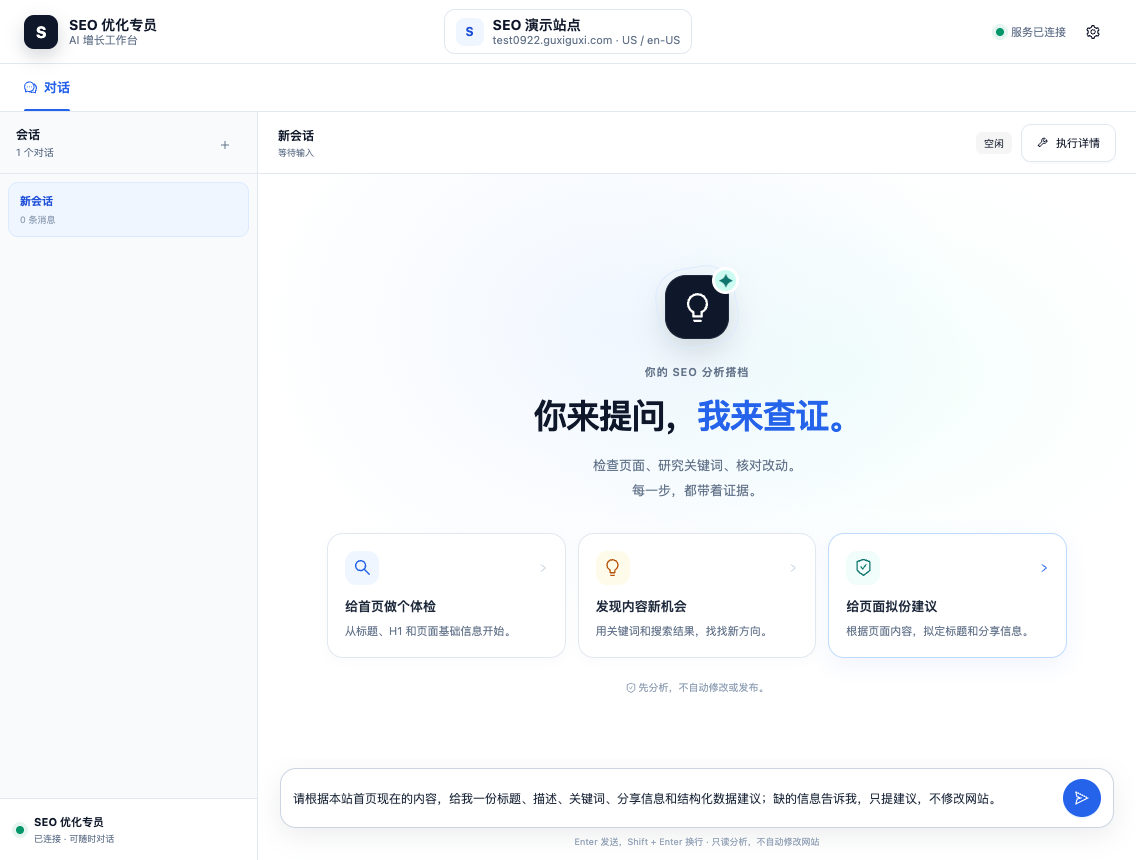 S
SEO 优化专员
AI 增长工作台
S
SEO 演示站点
test0922.guxiguxi.com · US / en-US
服务已连接
对话
会话
1 个对话
新会话
0 条消息
新会话
等待输入
空闲
执行详情
你的 SEO 分析搭档
你来提问，我来查证。
检查页面、研究关键词、核对改动。
每一步，都带着证据。
给首页做个体检
从标题、H1 和页面基础信息开始。
发现内容新机会
用关键词和搜索结果，找找新方向。
给页面拟份建议
根据页面内容，拟定标题和分享信息。
先分析，不自动修改或发布。
请根据本站首页现在的内容，给我一份标题、描述、关键词、分享信息和结构化数据建议；缺的信息告诉我，只提建议，不修改网站。
Enter 发送，Shift + Enter 换行 · 只读分析，不自动修改网站
SEO 优化专员
已连接 · 可随时对话